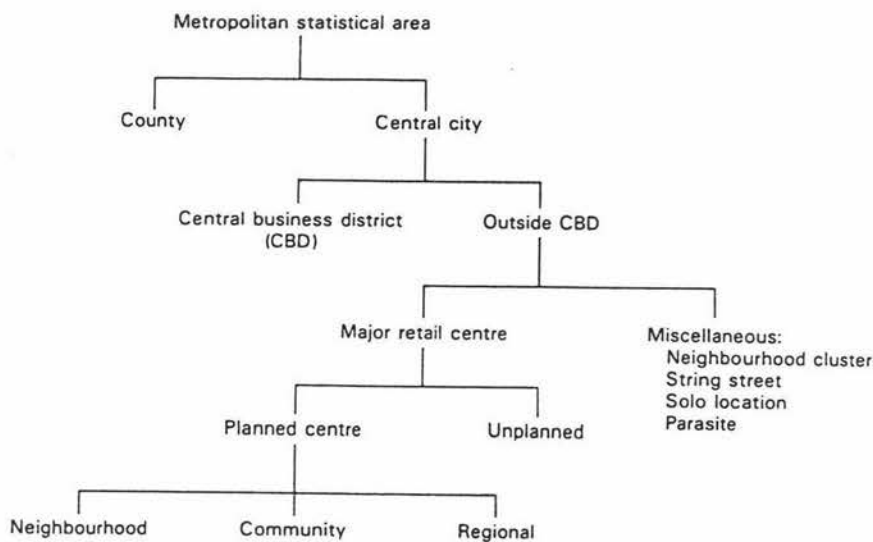 Metropolitan statistical area
County
Central city
Central business district
(CBD)
Outside CBD
Major retail centre
Miscellaneous:
Neighbourhood cluster
String street
Solo location
Parasite
Planned centre
Unplanned
Neighbourhood
Community
Regional